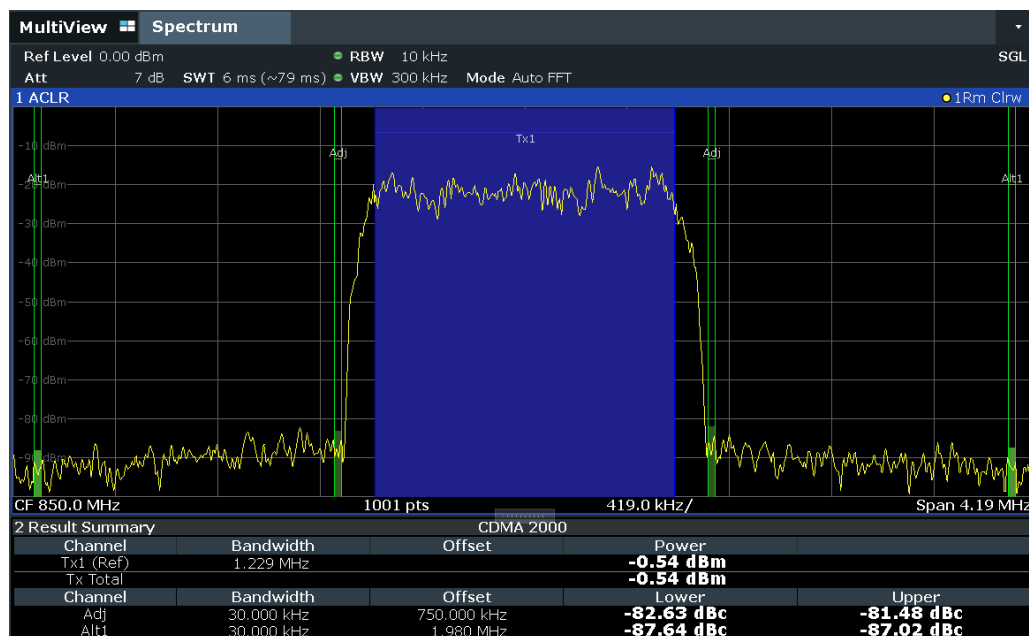 MultiView Spectrum
Ref Level 0.00 dBm RBW 10 kHz SGL
Att 7 dB SWT 6 ms (~79 ms) VBW 300 kHz Mode Auto FFT
1 ACLR 1Rm Clrw
Tx1
-10 dBm
Adj Adj
Alt1 Alt1
-20 dBm
-30 dBm
-40 dBm
-50 dBm
-60 dBm
-70 dBm
-80 dBm
-90 dBm
CF 850.0 MHz 1001 pts 419.0 kHz/ Span 4.19 MHz
2 Result Summary CDMA 2000
Channel Bandwidth Offset Power
Tx1 (Ref) 1.229 MHz -0.54 dBm
Tx Total -0.54 dBm
Channel Bandwidth Offset Lower Upper
Adj 30.000 kHz 750.000 kHz -82.63 dBc -81.48 dBc
Alt1 30.000 kHz 1.980 MHz -87.64 dBc -87.02 dBc